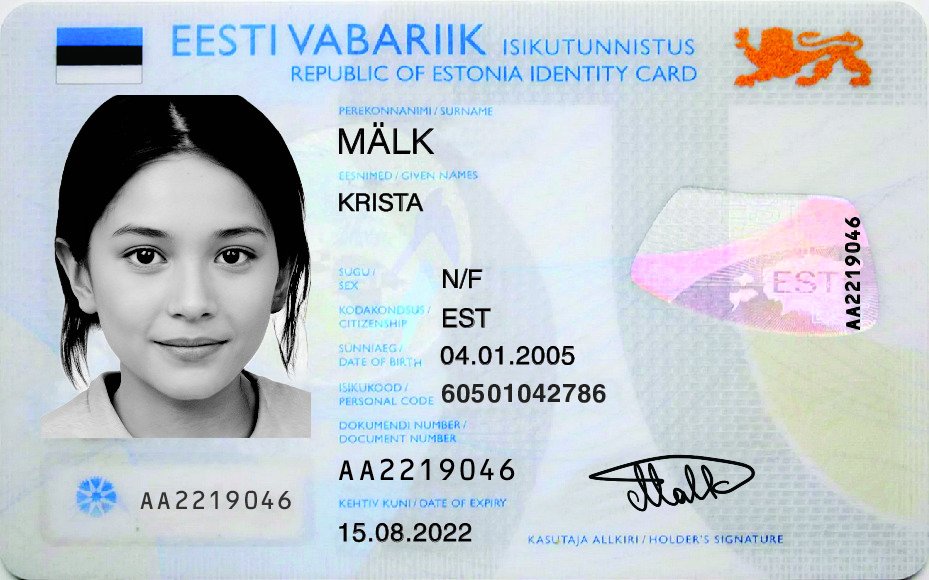 EESTI VABARIIK ISIKUTUNNISTUS
REPUBLIC OF ESTONIA IDENTITY CARD
PEREKONNANIMI / SURNAME
MÄLK
EESNIMED / GIVEN NAMES
KRISTA
SUGU / SEX
N/F
KODAKONDSUS / CITIZENSHIP
EST
SÜNNIAEG / DATE OF BIRTH
04.01.2005
ISIKUKOOD / PERSONAL CODE
60501042786
DOKUMENDI NUMBER / DOCUMENT NUMBER
AA2219046
KEHTIV KUNI / DATE OF EXPIRY
15.08.2022
AA2219046
EST
AA2219046
Mälk
KASUTAJA ALLKIRI / HOLDER'S SIGNATURE